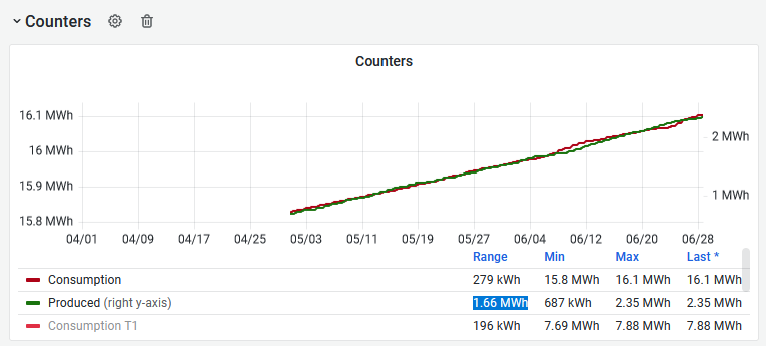 Counters
Counters
16.1 MWh
16 MWh
15.9 MWh
15.8 MWh
2 MWh
1 MWh
04/01 04/09 04/17 04/25 05/03 05/11 05/19 05/27 06/04 06/12 06/20 06/28
Range Min Max Last *
Consumption 279 kWh 15.8 MWh 16.1 MWh 16.1 MWh
Produced (right y-axis) 1.66 MWh 687 kWh 2.35 MWh 2.35 MWh
Consumption T1 196 kWh 7.69 MWh 7.88 MWh 7.88 MWh